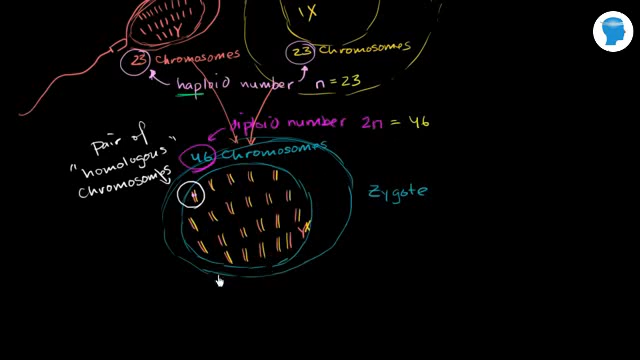 Y
1X
23 Chromosomes
23 Chromosomes
haploid number n = 23
diploid number 2n = 46
pair of
"homologous"
chromosomes
46 Chromosomes
Zygote
YX